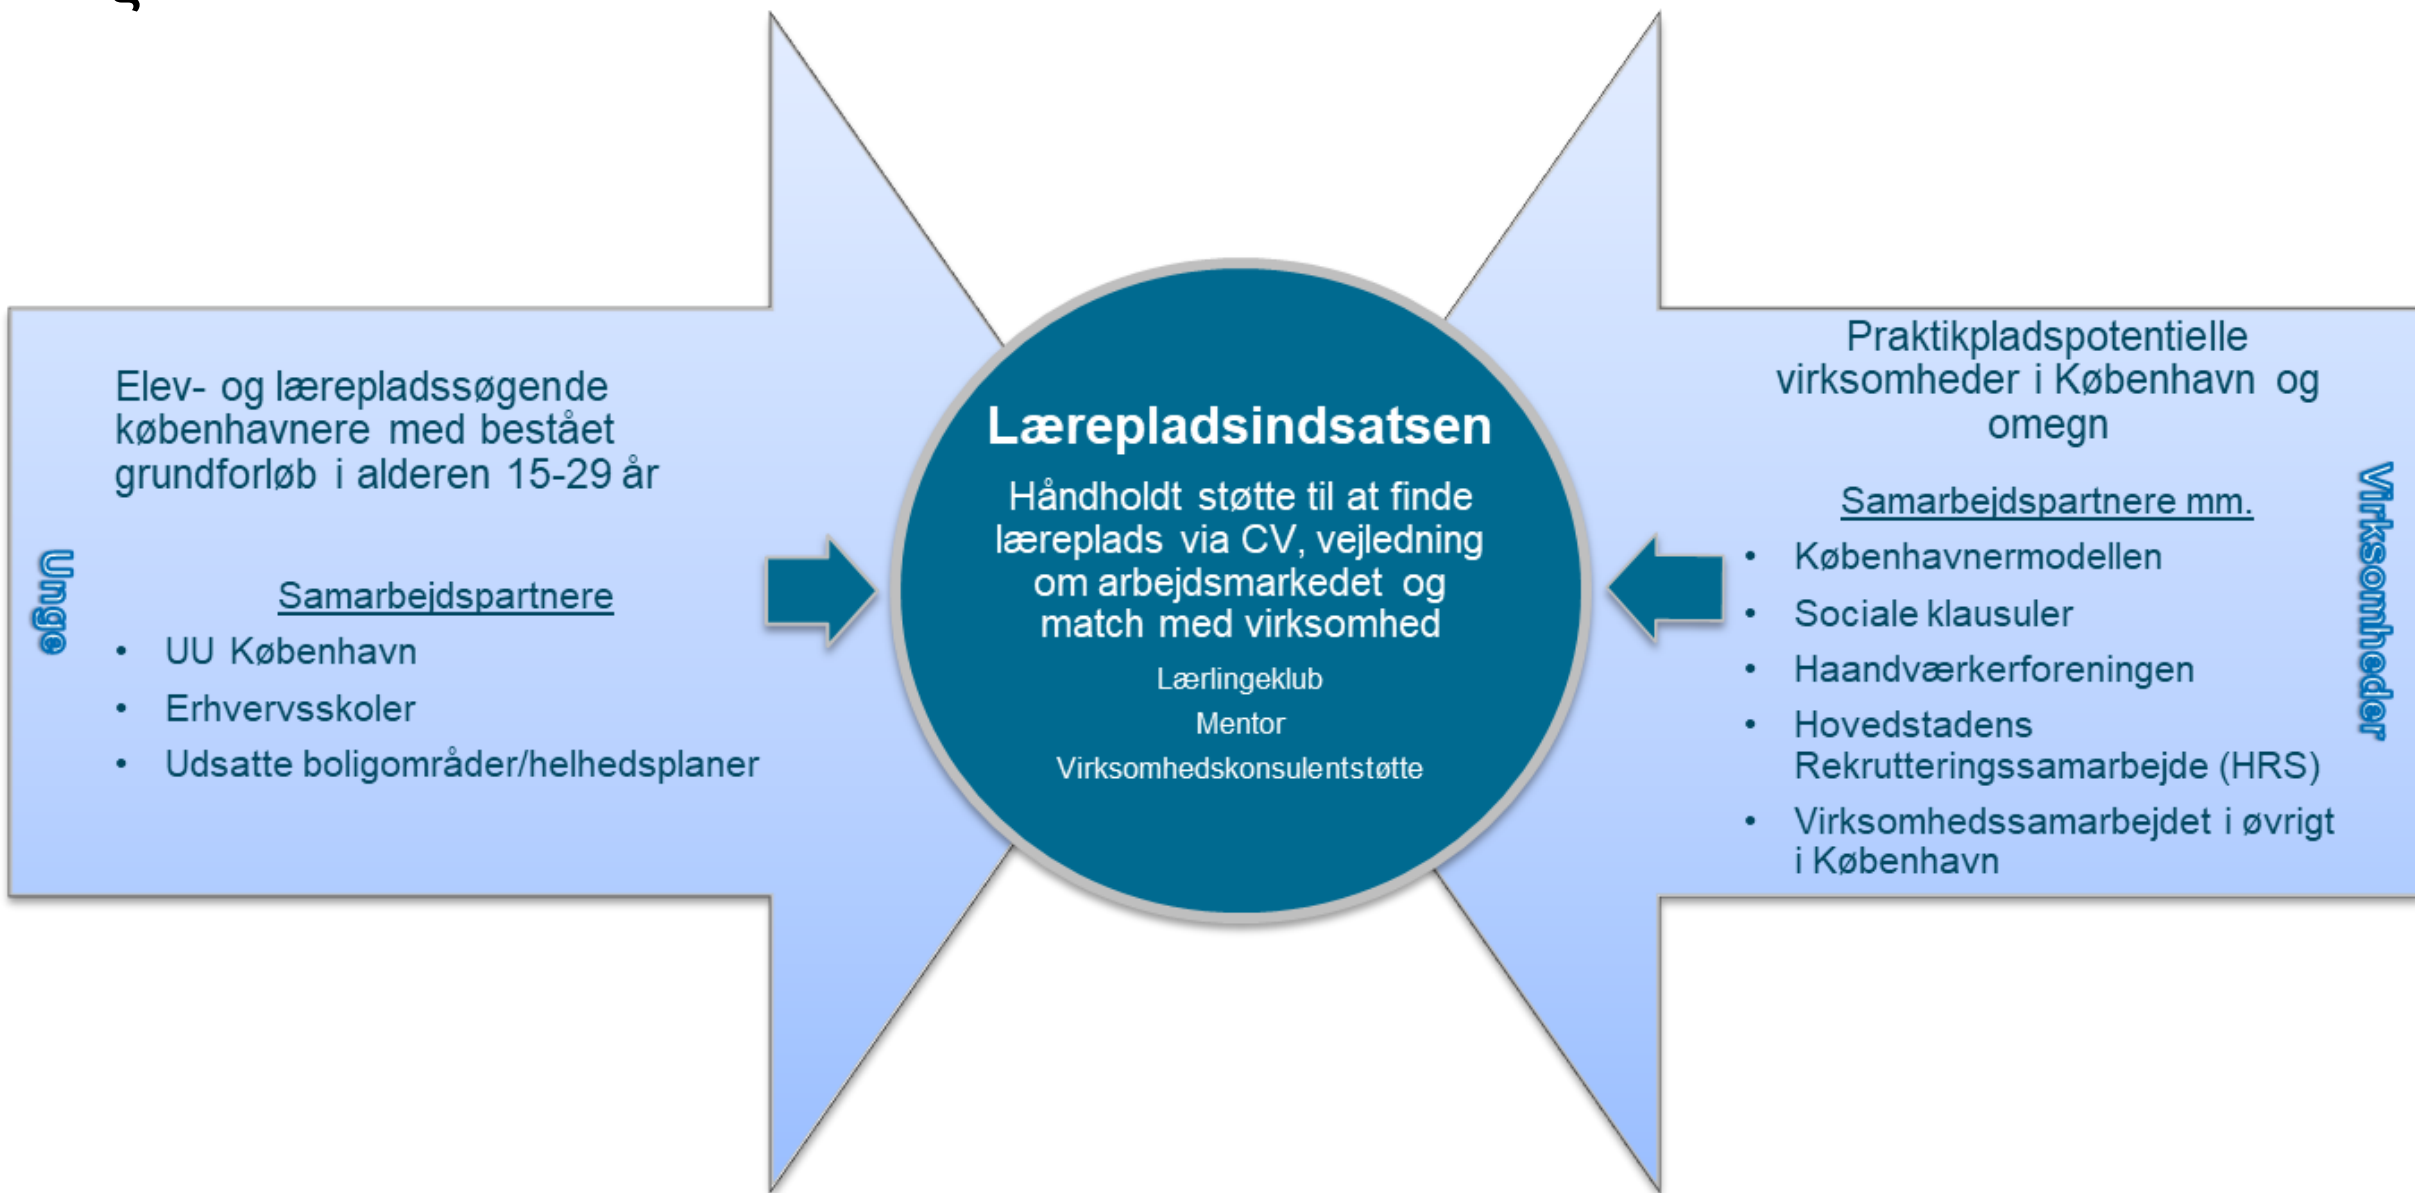 Unge
Elev- og lærepladssøgende
københavnere med bestået
grundforløb i alderen 15-29 år
Samarbejdspartnere
• UU København
• Erhvervsskoler
• Udsatte boligområder/helhedsplaner
Lærepladsindsatsen
Håndholdt støtte til at finde
læreplads via CV, vejledning
om arbejdsmarkedet og
match med virksomhed
Lærlingeklub
Mentor
Virksomhedskonsulentstøtte
Praktikpladspotentielle
virksomheder i København og
omegn
Samarbejdspartnere mm.
• Københavnermodellen
• Sociale klausuler
• Haandværkerforeningen
• Hovedstadens
Rekrutteringssamarbejde (HRS)
• Virksomhedssamarbejdet i øvrigt
i København
Virksomheder